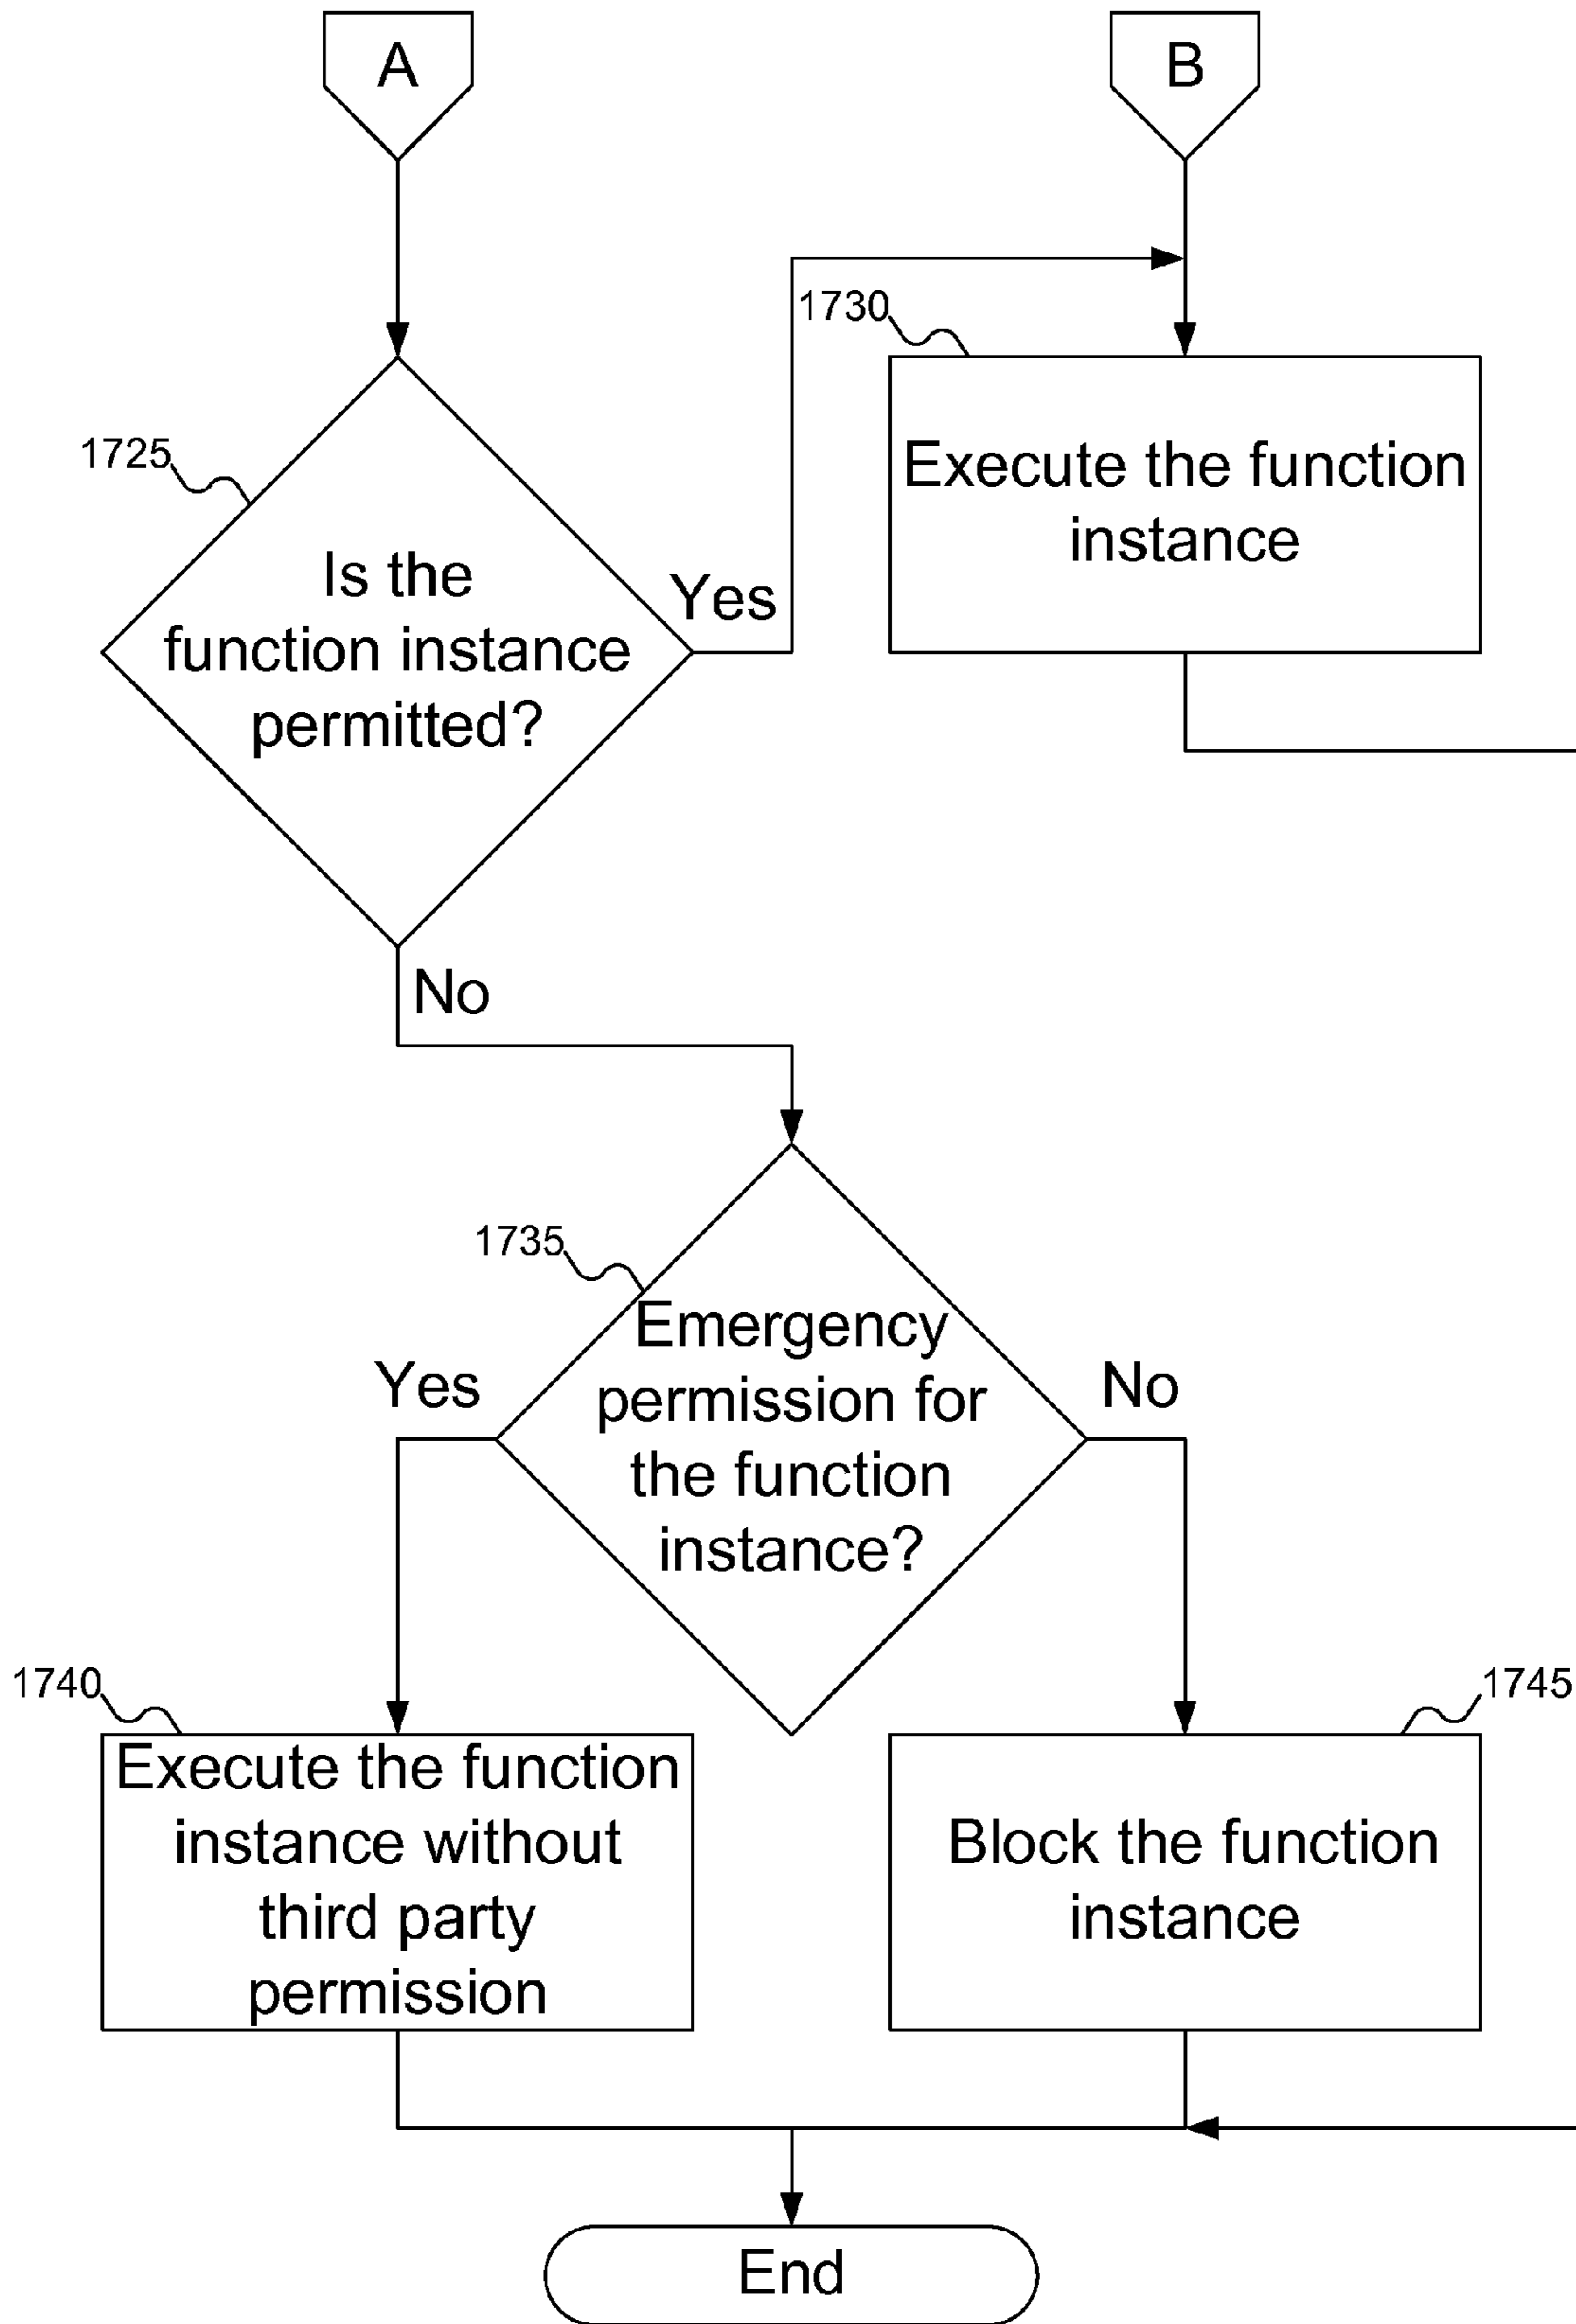 A
B
1730
Execute the function
instance
1725
Is the
function instance
permitted?
Yes
No
1735
Emergency
permission for
the function
instance?
Yes
No
1740
Execute the function
instance without
third party
permission
1745
Block the function
instance
End